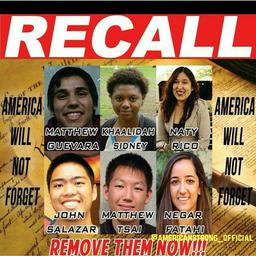 RECALL
AMERICA
WILL
NOT
FORGET
MATTHEW
GUEVARA
KHAALIDAH
SIDNEY
NATY
RICO
AMERICA
WILL
NOT
FORGET
JOHN
SALAZAR
MATTHEW
TSAI
NEGAR
FATAHI
@AMERICANSTRONG_OFFICIAL
REMOVE THEM NOW!!!